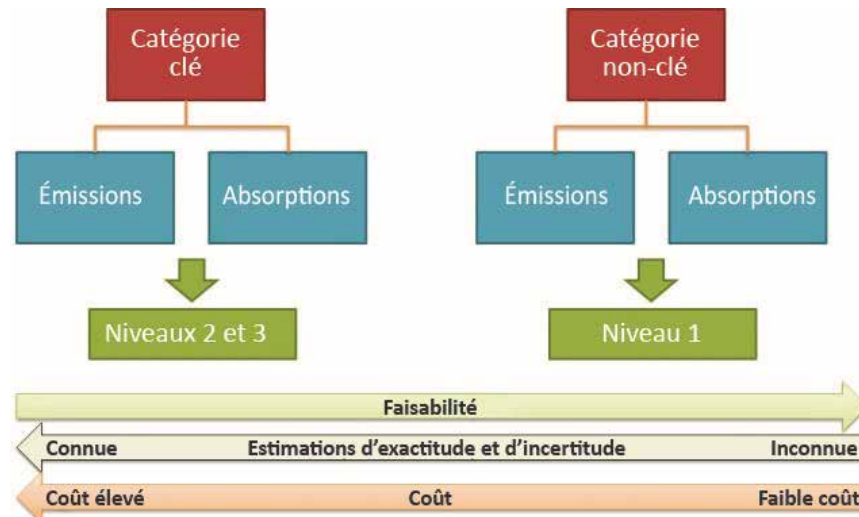 Catégorie
clé
Catégorie
non-clé
Émissions
Absorptions
Émissions
Absorptions
Niveaux 2 et 3
Niveau 1
Faisabilité
Connue Estimations d’exactitude et d’incertitude Inconnue
Coût élevé Coût Faible coût